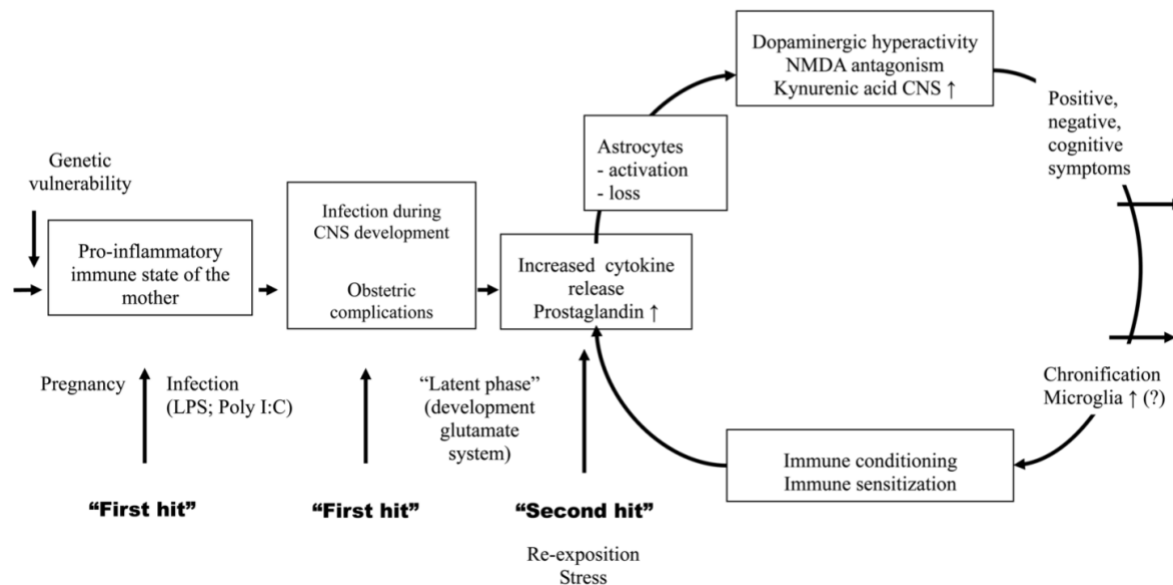 Dopaminergic hyperactivity
NMDA antagonism
Kynurenic acid CNS ↑
Positive,
negative,
cognitive
symptoms
Astrocytes
- activation
- loss
Genetic
vulnerability
Infection during
CNS development
Obstetric
complications
Pro-inflammatory
immune state of the
mother
Increased cytokine
release
Prostaglandin ↑
Pregnancy
Infection
(LPS; Poly I:C)
“Latent phase”
(development
glutamate
system)
Chronification
Microglia ↑ (?)
Immune conditioning
Immune sensitization
“First hit”
“First hit”
“Second hit”
Re-exposition
Stress